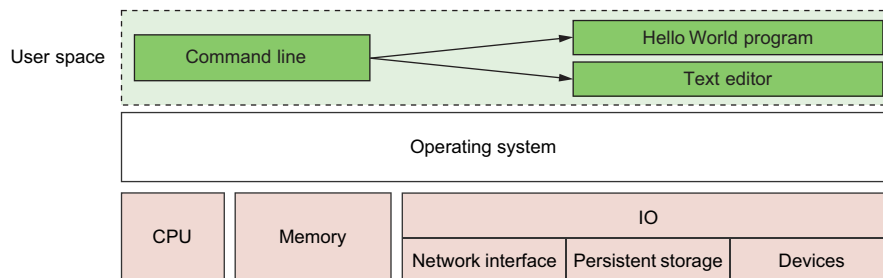 User space
Command line
Hello World program
Text editor
Operating system
CPU
Memory
IO
Network interface
Persistent storage
Devices